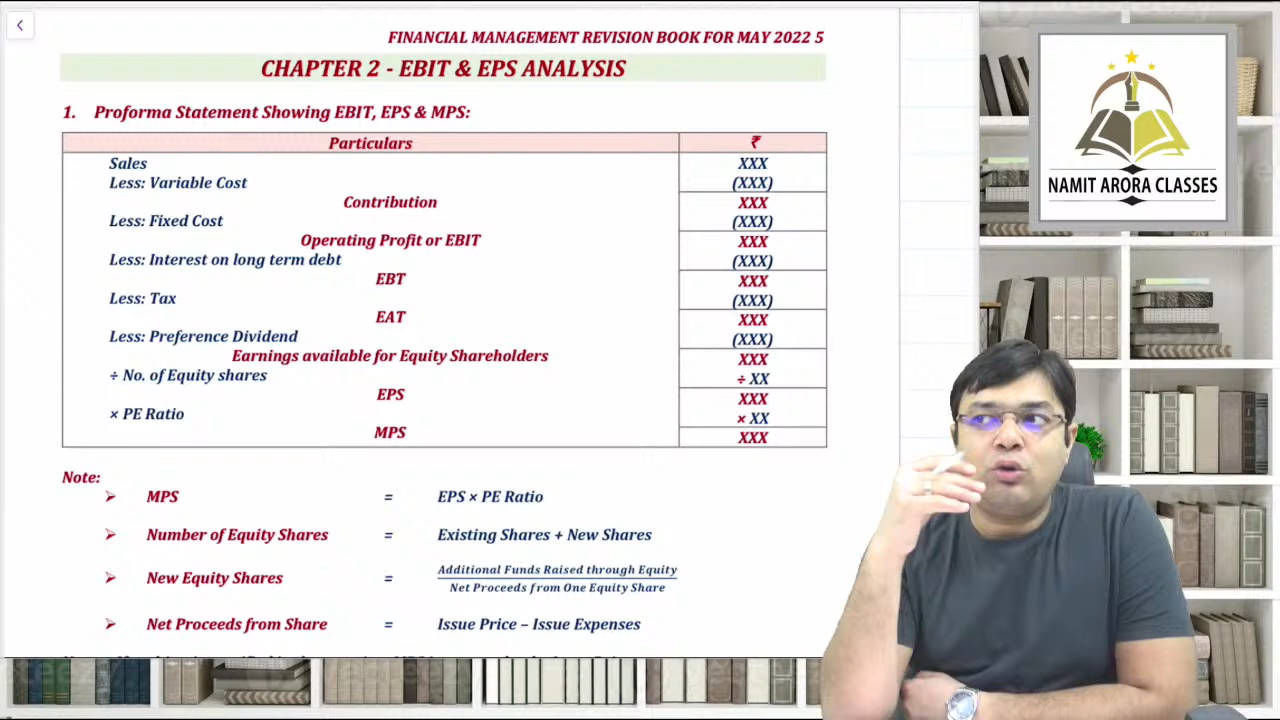 FINANCIAL MANAGEMENT REVISION BOOK FOR MAY 2022 5
CHAPTER 2 - EBIT & EPS ANALYSIS
1. Proforma Statement Showing EBIT, EPS & MPS:
Particulars ₹
Sales XXX
Less: Variable Cost (XXX)
Contribution XXX
Less: Fixed Cost (XXX)
Operating Profit or EBIT XXX
Less: Interest on long term debt (XXX)
EBT XXX
Less: Tax (XXX)
EAT XXX
Less: Preference Dividend (XXX)
Earnings available for Equity Shareholders XXX
÷ No. of Equity shares ÷ XX
EPS XXX
× PE Ratio × XX
MPS XXX
Note:
➢ MPS = EPS × PE Ratio
➢ Number of Equity Shares = Existing Shares + New Shares
➢ New Equity Shares = Additional Funds Raised through Equity
Net Proceeds from One Equity Share
➢ Net Proceeds from Share = Issue Price – Issue Expenses
NAMIT ARORA CLASSES